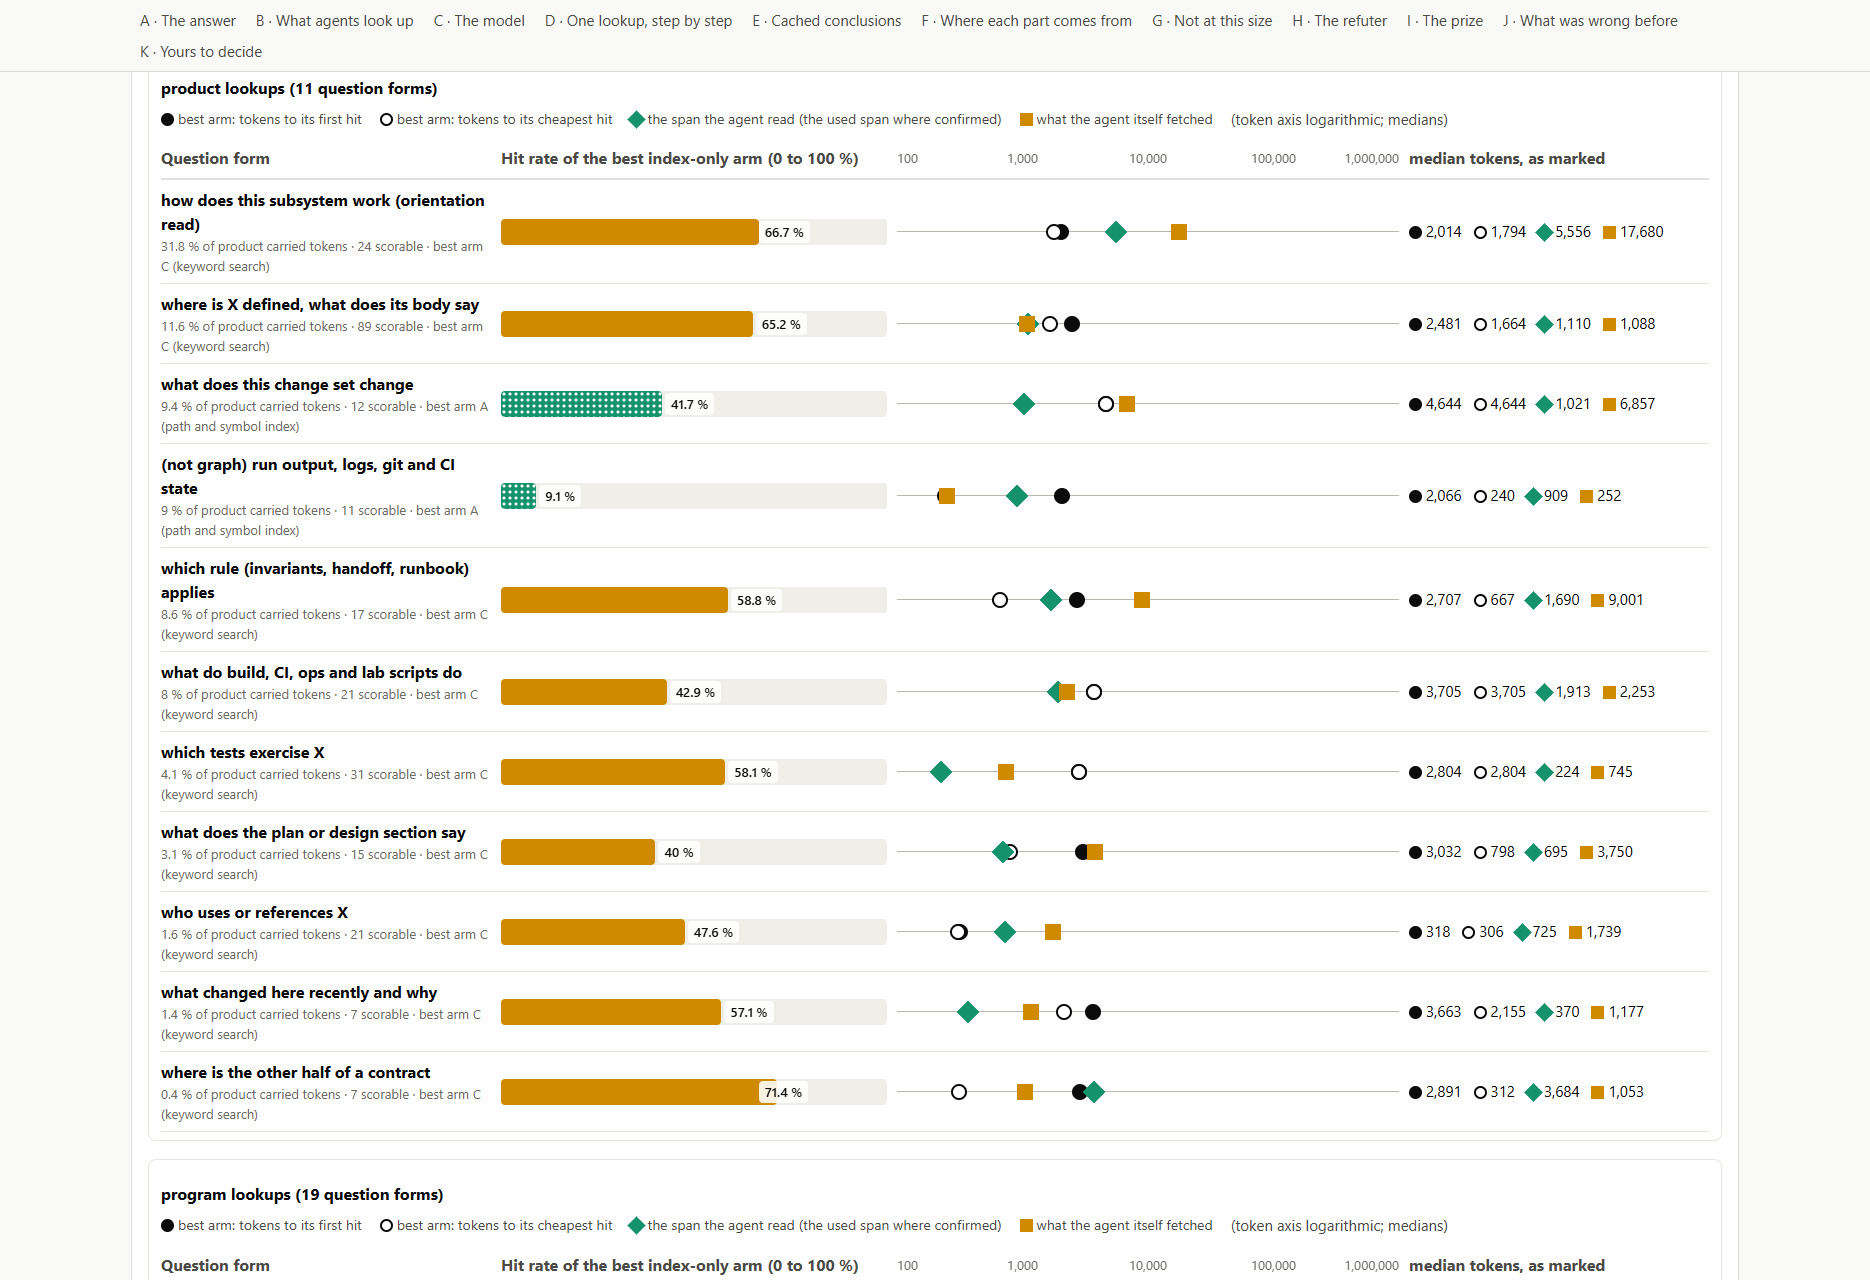 A · The answer B · What agents look up C · The model D · One lookup, step by step E · Cached conclusions F · Where each part comes from G · Not at this size H · The refuter I · The prize J · What was wrong before
K · Yours to decide
product lookups (11 question forms)
best arm: tokens to its first hit best arm: tokens to its cheapest hit the span the agent read (the used span where confirmed) what the agent itself fetched (token axis logarithmic; medians)
Question form Hit rate of the best index-only arm (0 to 100 %) 100 1,000 10,000 100,000 1,000,000 median tokens, as marked
how does this subsystem work (orientation
read)
31.8 % of product carried tokens · 24 scorable · best arm
C (keyword search)
66.7 % 2,014 1,794 5,556 17,680
where is X defined, what does its body say
11.6 % of product carried tokens · 89 scorable · best arm
C (keyword search)
65.2 % 2,481 1,664 1,110 1,088
what does this change set change
9.4 % of product carried tokens · 12 scorable · best arm A
(path and symbol index)
41.7 % 4,644 4,644 1,021 6,857
(not graph) run output, logs, git and CI
state
9 % of product carried tokens · 11 scorable · best arm A
(path and symbol index)
9.1 % 2,066 240 909 252
which rule (invariants, handoff, runbook)
applies
8.6 % of product carried tokens · 17 scorable · best arm C
(keyword search)
58.8 % 2,707 667 1,690 9,001
what do build, CI, ops and lab scripts do
8 % of product carried tokens · 21 scorable · best arm C
(keyword search)
42.9 % 3,705 3,705 1,913 2,253
which tests exercise X
4.1 % of product carried tokens · 31 scorable · best arm C
(keyword search)
58.1 % 2,804 2,804 224 745
what does the plan or design section say
3.1 % of product carried tokens · 15 scorable · best arm C
(keyword search)
40 % 3,032 798 695 3,750
who uses or references X
1.6 % of product carried tokens · 21 scorable · best arm C
(keyword search)
47.6 % 318 306 725 1,739
what changed here recently and why
1.4 % of product carried tokens · 7 scorable · best arm C
(keyword search)
57.1 % 3,663 2,155 370 1,177
where is the other half of a contract
0.4 % of product carried tokens · 7 scorable · best arm C
(keyword search)
71.4 % 2,891 312 3,684 1,053
program lookups (19 question forms)
best arm: tokens to its first hit best arm: tokens to its cheapest hit the span the agent read (the used span where confirmed) what the agent itself fetched (token axis logarithmic; medians)
Question form Hit rate of the best index-only arm (0 to 100 %) 100 1,000 10,000 100,000 1,000,000 median tokens, as marked